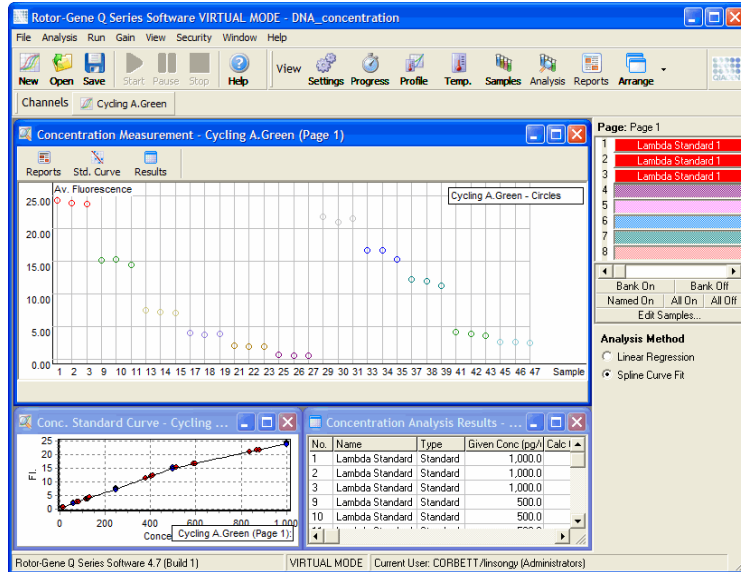 Rotor-Gene Q Series Software VIRTUAL MODE - DNA_concentration
File Analysis Run Gain View Security Window Help
New Open Save Start Pause Stop Help View Settings Progress Profile Temp. Samples Analysis Reports Arrange
Channels Cycling A.Green
Concentration Measurement - Cycling A.Green (Page 1)
Reports Std. Curve Results
Av. Fluorescence
Cycling A.Green - Circles
25.00
20.00
15.00
10.00
5.00
0.00
1 2 3 9 10 11 13 14 15 17 18 19 21 22 23 25 26 27 29 30 31 33 34 35 37 38 39 41 42 43 45 46 47 Sample
Page: Page 1
1 Lambda Standard 1
2 Lambda Standard 1
3 Lambda Standard 1
4
5
6
7
8
Bank On Bank Off
Named On All On All Off
Edit Samples...
Analysis Method
Linear Regression
Spline Curve Fit
Conc. Standard Curve - Cycling ...
25
20
15
10
5
0
Fl.
0 200 400 600 800 1,000
Conce
Cycling A.Green (Page 1):
Concentration Analysis Results - ...
No. Name Type Given Conc (pg/ Calc
1 Lambda Standard Standard 1,000.0
2 Lambda Standard Standard 1,000.0
3 Lambda Standard Standard 1,000.0
9 Lambda Standard Standard 500.0
10 Lambda Standard Standard 500.0
Rotor-Gene Q Series Software 4.7 (Build 1) VIRTUAL MODE Current User: CORBETT/linsongy (Administrators)